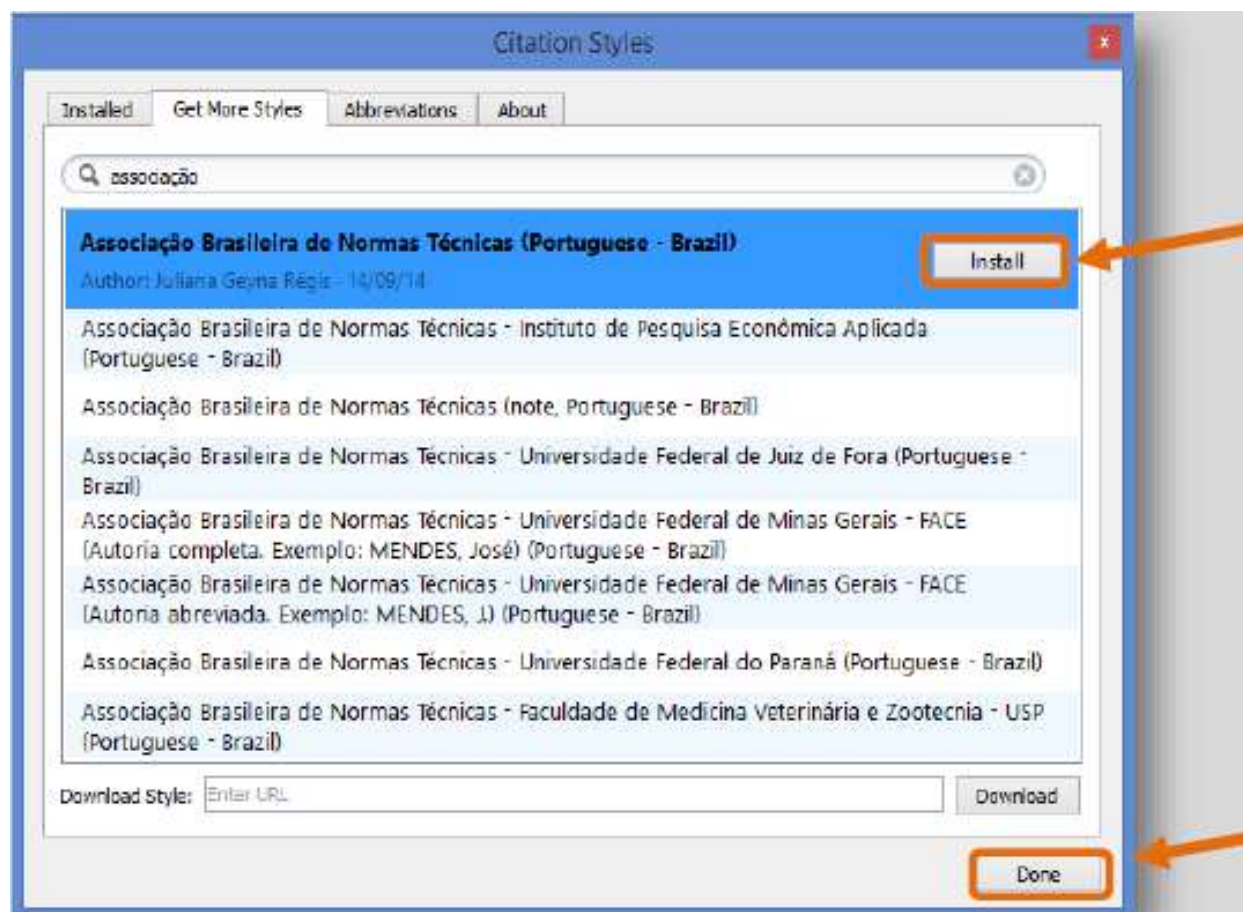 Citation Styles
Installed Get More Styles Abbreviations About
associação
Associação Brasileira de Normas Técnicas (Portuguese - Brazil)
Author: Juliana Geyna Régis - 14/09/14
Install
Associação Brasileira de Normas Técnicas - Instituto de Pesquisa Econômica Aplicada
(Portuguese - Brazil)
Associação Brasileira de Normas Técnicas (note, Portuguese - Brazil)
Associação Brasileira de Normas Técnicas - Universidade Federal de Juiz de Fora (Portuguese -
Brazil)
Associação Brasileira de Normas Técnicas - Universidade Federal de Minas Gerais - FACE
(Autoria completa. Exemplo: MENDES, José) (Portuguese - Brazil)
Associação Brasileira de Normas Técnicas - Universidade Federal de Minas Gerais - FACE
(Autoria abreviada. Exemplo: MENDES, J.) (Portuguese - Brazil)
Associação Brasileira de Normas Técnicas - Universidade Federal do Paraná (Portuguese - Brazil)
Associação Brasileira de Normas Técnicas - Faculdade de Medicina Veterinária e Zootecnia - USP
(Portuguese - Brazil)
Download Style: Enter URL Download
Done